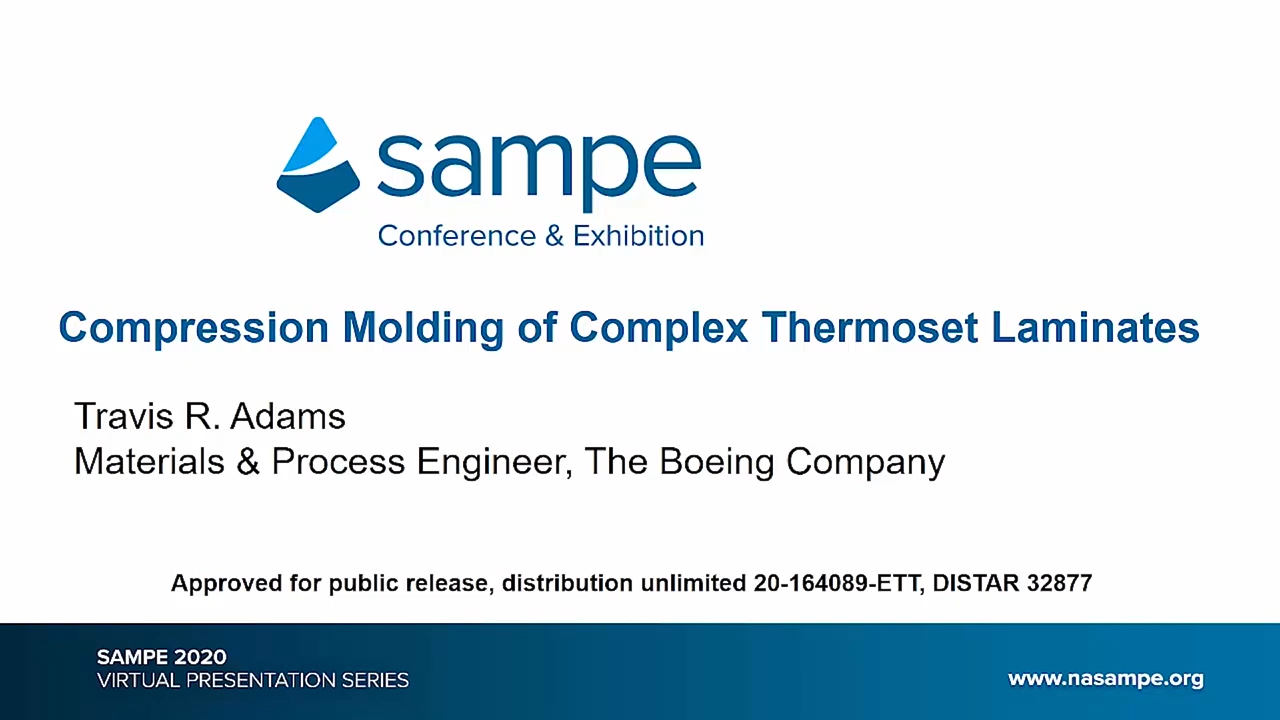 sampe
Conference & Exhibition
Compression Molding of Complex Thermoset Laminates
Travis R. Adams
Materials & Process Engineer, The Boeing Company
Approved for public release, distribution unlimited 20-164089-ETT, DISTAR 32877
SAMPE 2020
VIRTUAL PRESENTATION SERIES
www.nasampe.org